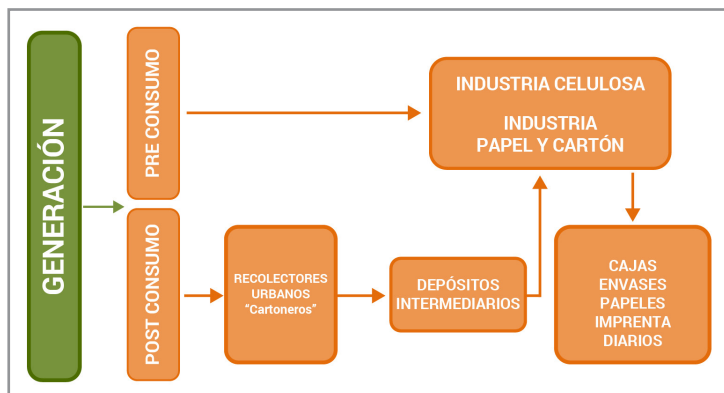 GENERACIÓN
PRE CONSUMO
POST CONSUMO
RECOLECTORES
URBANOS
“Cartoneros”
DEPÓSITOS
INTERMEDIARIOS
INDUSTRIA CELULOSA
INDUSTRIA
PAPEL Y CARTÓN
CAJAS
ENVASES
PAPELES
IMPRENTA
DIARIOS